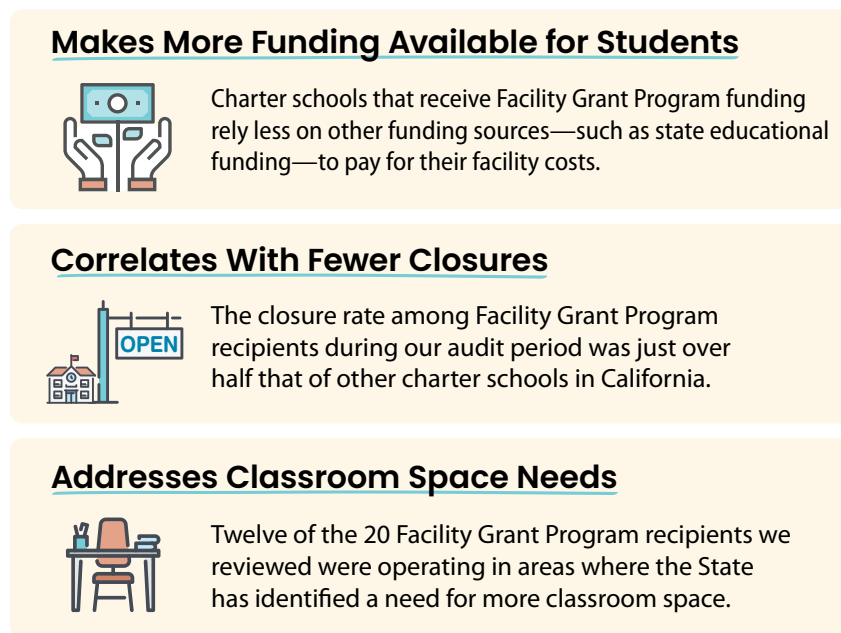 Makes More Funding Available for Students
Charter schools that receive Facility Grant Program funding
rely less on other funding sources—such as state educational
funding—to pay for their facility costs.
Correlates With Fewer Closures
OPEN
The closure rate among Facility Grant Program
recipients during our audit period was just over
half that of other charter schools in California.
Addresses Classroom Space Needs
Twelve of the 20 Facility Grant Program recipients we
reviewed were operating in areas where the State
has identified a need for more classroom space.